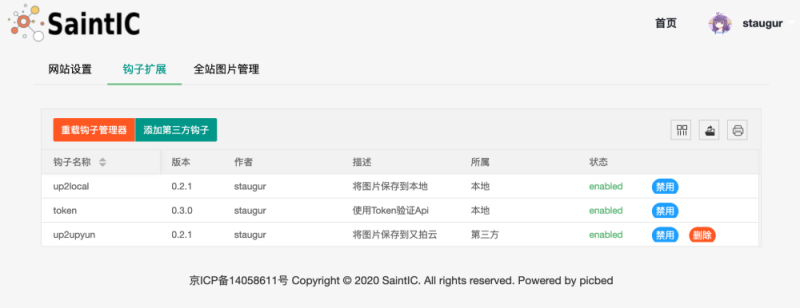 SaintIC
首页 staugur
网站设置 钩子扩展 全站图片管理
重载钩子管理器 添加第三方钩子
钩子名称 版本 作者 描述 所属 状态
up2local 0.2.1 staugur 将图片保存到本地 本地 enabled 禁用
token 0.3.0 staugur 使用Token验证Api 本地 enabled 禁用
up2upyun 0.2.1 staugur 将图片保存到又拍云 第三方 enabled 禁用 删除
京ICP备14058611号 Copyright © 2020 SaintIC. All rights reserved. Powered by picbed